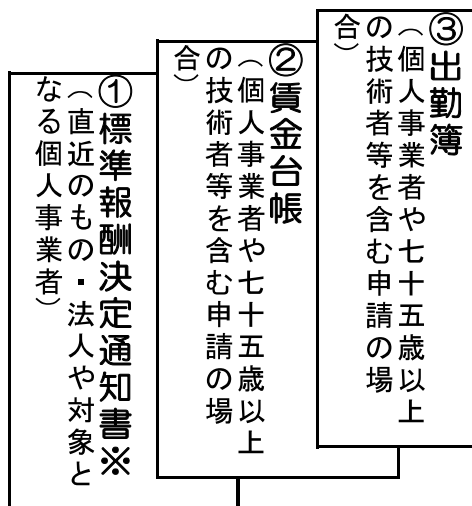 ③出勤簿
（個人事業者や七十五歳以上
の技術者等を含む申請の場
合）
②賃金台帳
（個人事業者や七十五歳以上
の技術者等を含む申請の場
合）
①標準報酬決定通知書※
（直近のもの・法人や対象と
なる個人事業者）